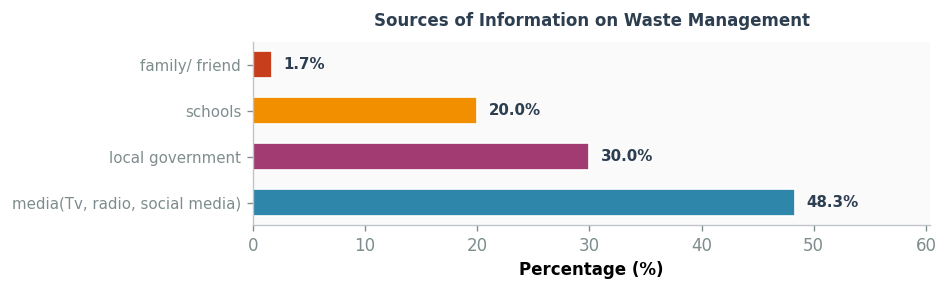 Sources of Information on Waste Management
family/ friend
1.7%
schools
20.0%
local government
30.0%
media(Tv, radio, social media)
48.3%
0 10 20 30 40 50 60
Percentage (%)